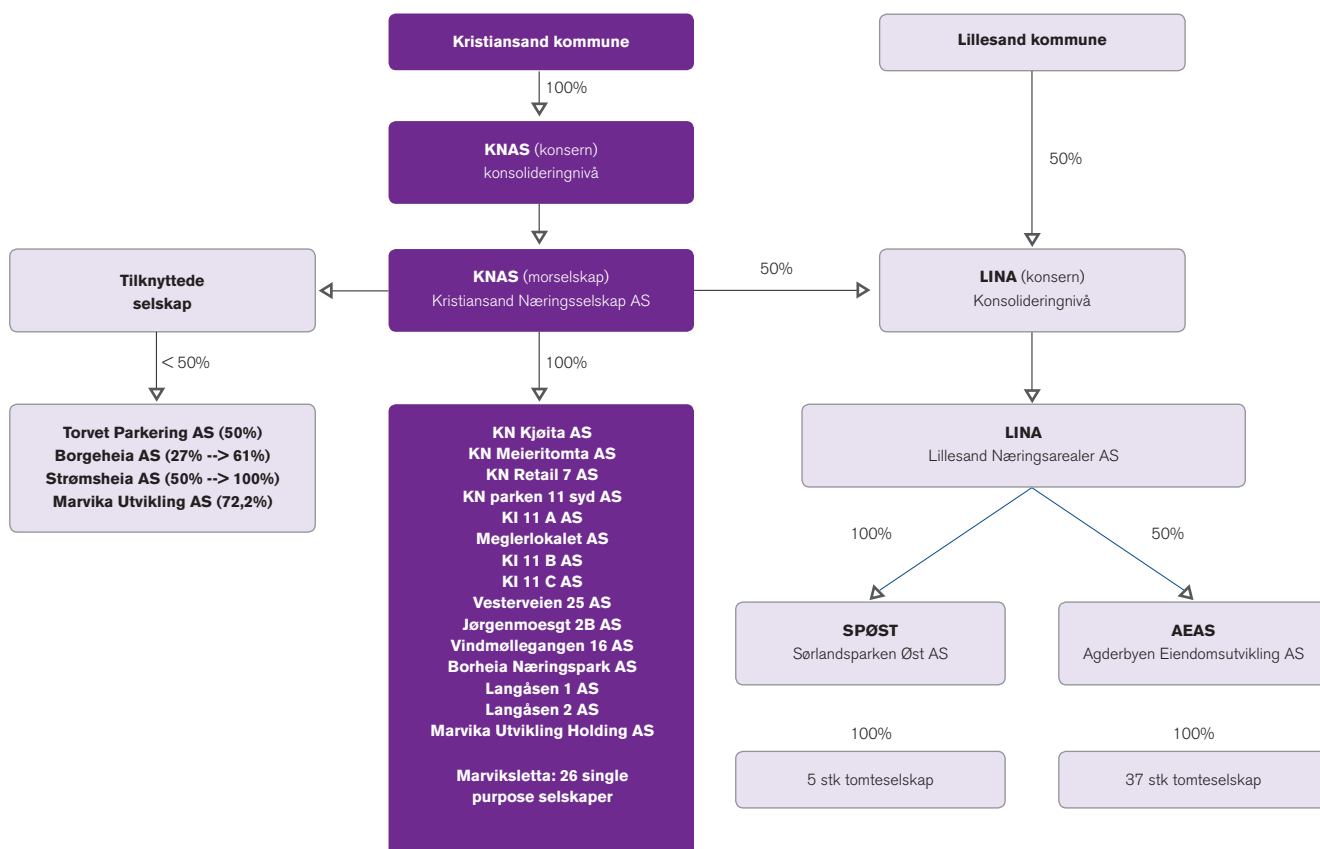 Kristiansand kommune
Lillesand kommune
100%
KNAS (konsern)
konsolideringnivå
50%
Tilknyttede
selskap
KNAS (morselskap)
Kristiansand Næringsselskap AS
50%
LINA (konsern)
Konsolideringnivå
< 50%
100%
Torvet Parkering AS (50%)
Borgeheia AS (27% --> 61%)
Strømsheia AS (50% --> 100%)
Marvika Utvikling AS (72,2%)
KN Kjøita AS
KN Meieritomta AS
KN Retail 7 AS
KN parken 11 syd AS
KI 11 A AS
Meglerlokalet AS
KI 11 B AS
KI 11 C AS
Vesterveien 25 AS
Jørgenmoesgt 2B AS
Vindmøllegangen 16 AS
Borheia Næringspark AS
Langåsen 1 AS
Langåsen 2 AS
Marvika Utvikling Holding AS
Marviksletta: 26 single
purpose selskaper
LINA
Lillesand Næringsarealer AS
100%
50%
SPØST
Sørlandsparken Øst AS
AEAS
Agderbyen Eiendomsutvikling AS
100%
100%
5 stk tomteselskap
37 stk tomteselskap